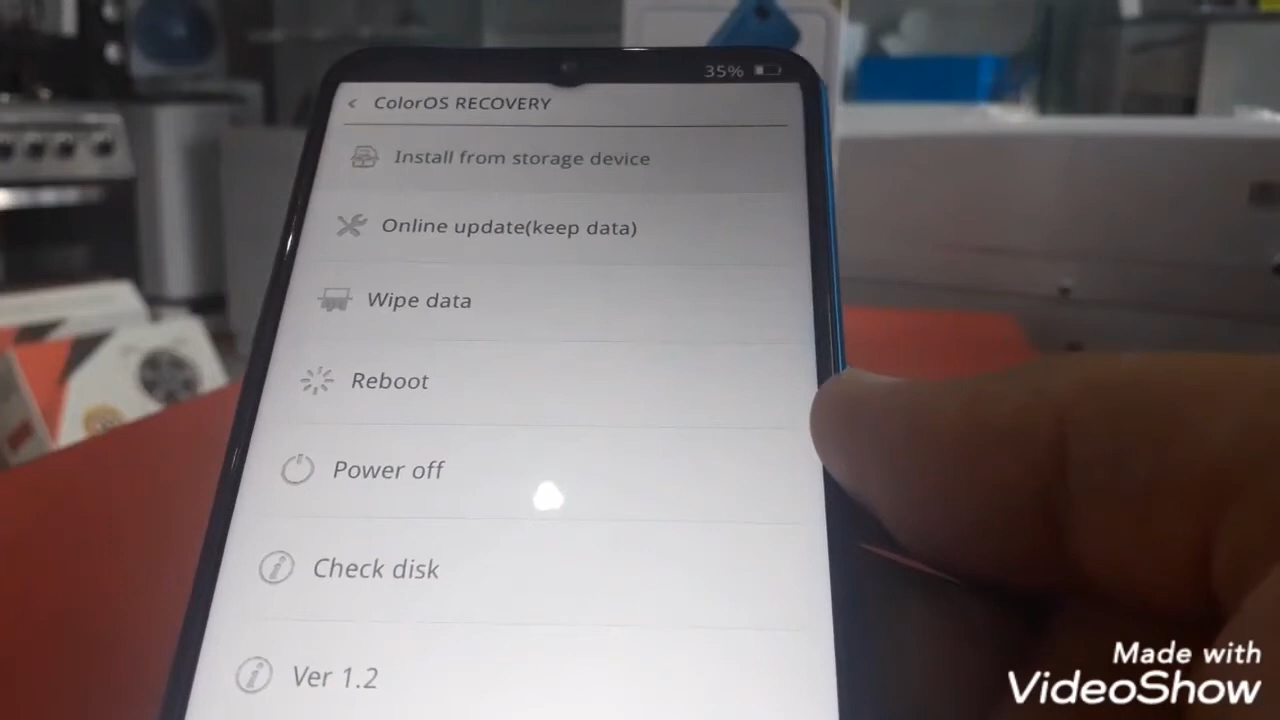 35%
< ColorOS RECOVERY
Install from storage device
Online update(keep data)
Wipe data
Reboot
Power off
Check disk
Ver 1.2
Made with
VideoShow